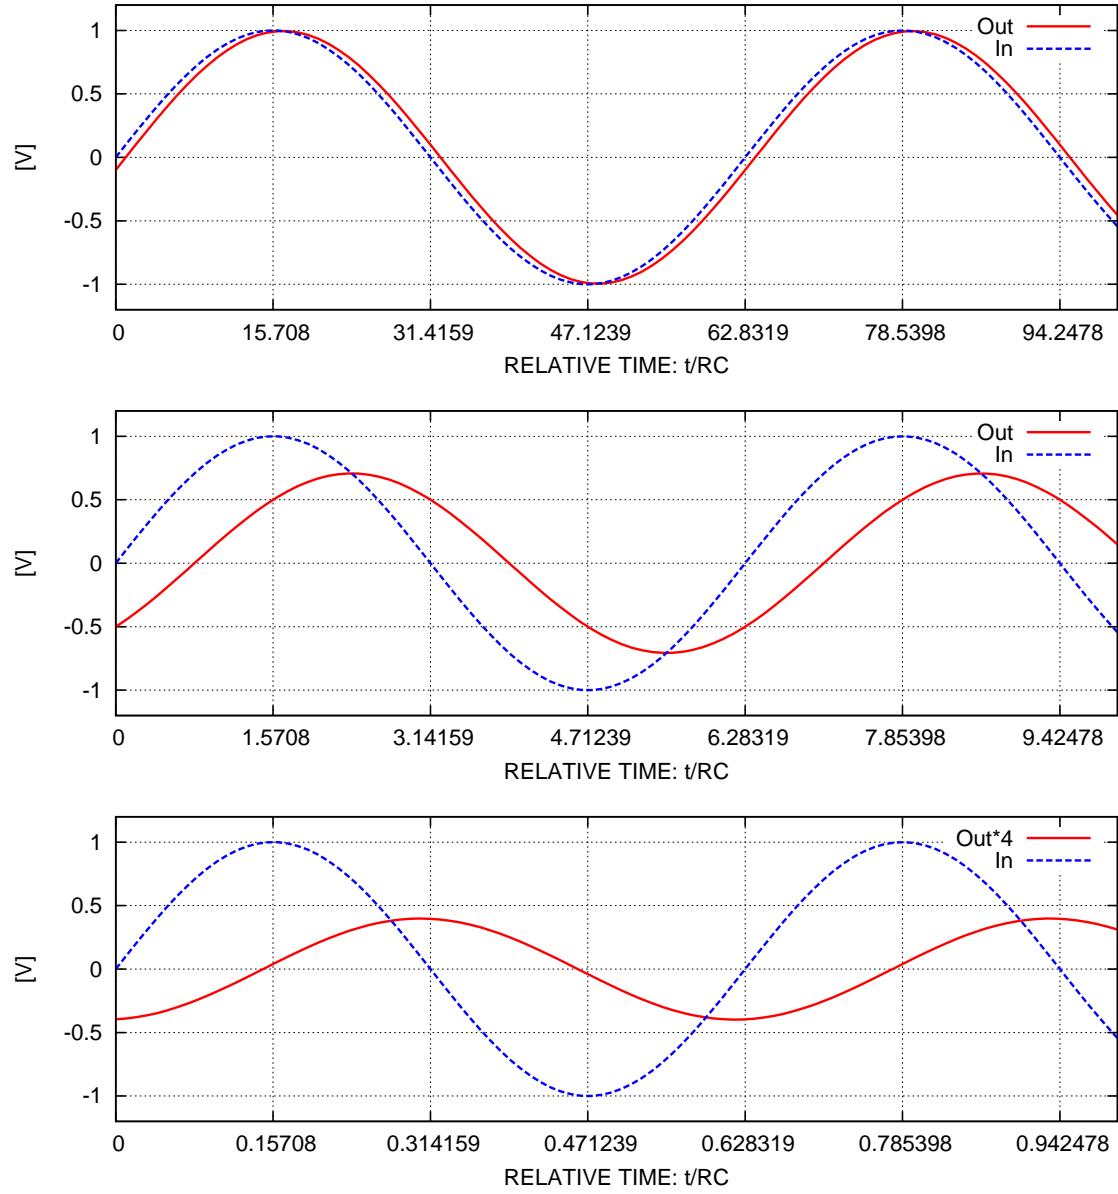 Out
In
1
0.5
0
-0.5
-1
[V]
0 15.708 31.4159 47.1239 62.8319 78.5398 94.2478
RELATIVE TIME: t/RC
Out
In
1
0.5
0
-0.5
-1
[V]
0 1.5708 3.14159 4.71239 6.28319 7.85398 9.42478
RELATIVE TIME: t/RC
Out*4
In
1
0.5
0
-0.5
-1
[V]
0 0.15708 0.314159 0.471239 0.628319 0.785398 0.942478
RELATIVE TIME: t/RC